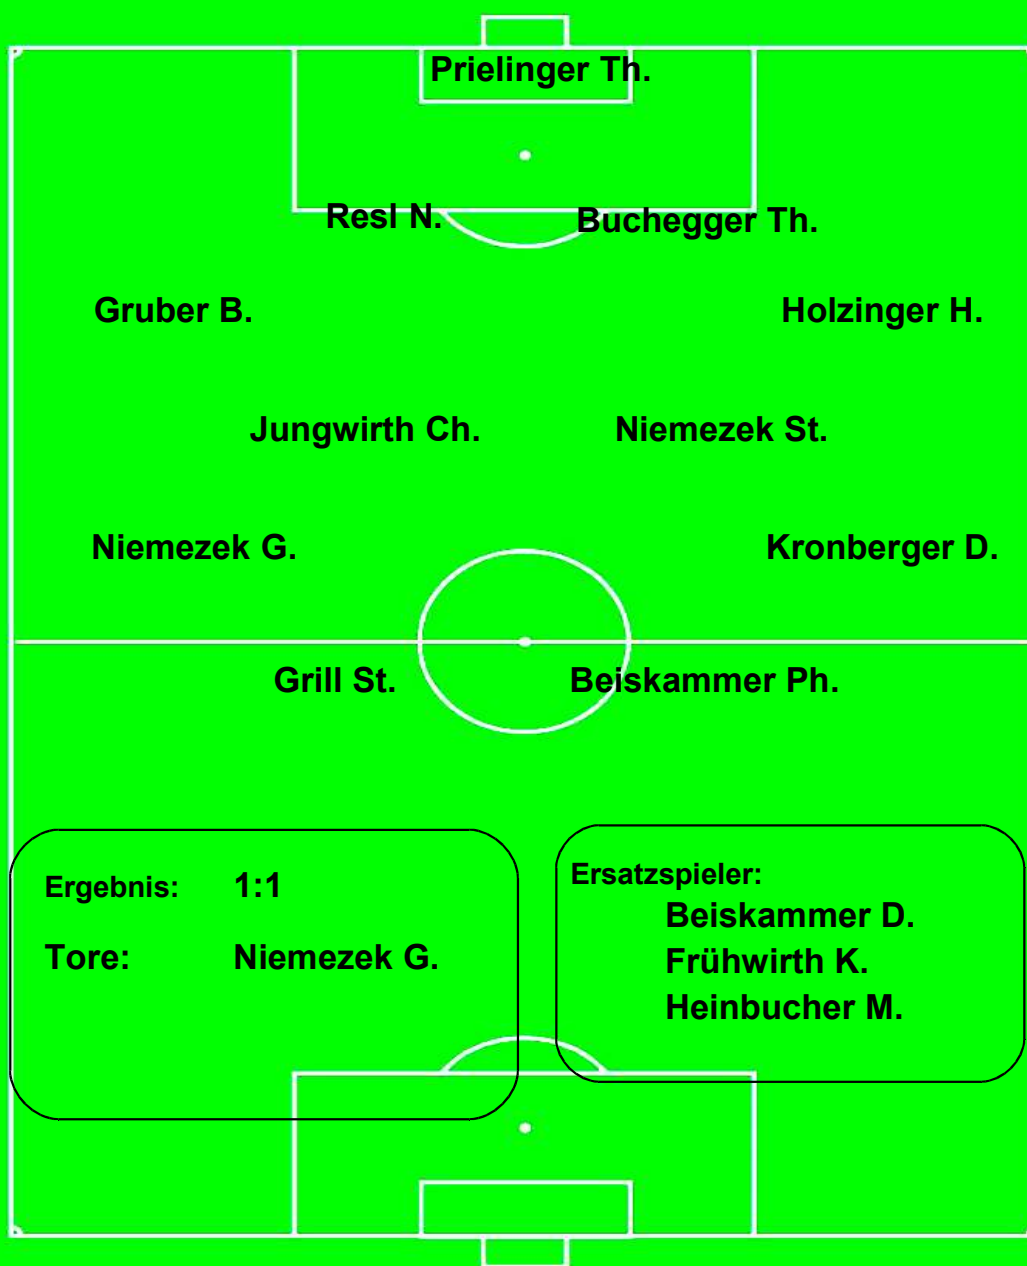 Prielinger Th.
Resl N.
Buchegger Th.
Gruber B.
Holzinger H.
Jungwirth Ch.
Niemezek St.
Niemezek G.
Kronberger D.
Grill St.
Beiskammer Ph.
Ergebnis: 1:1
Tore: Niemezek G.
Ersatzspieler:
Beiskammer D.
Frühwirth K.
Heinbucher M.